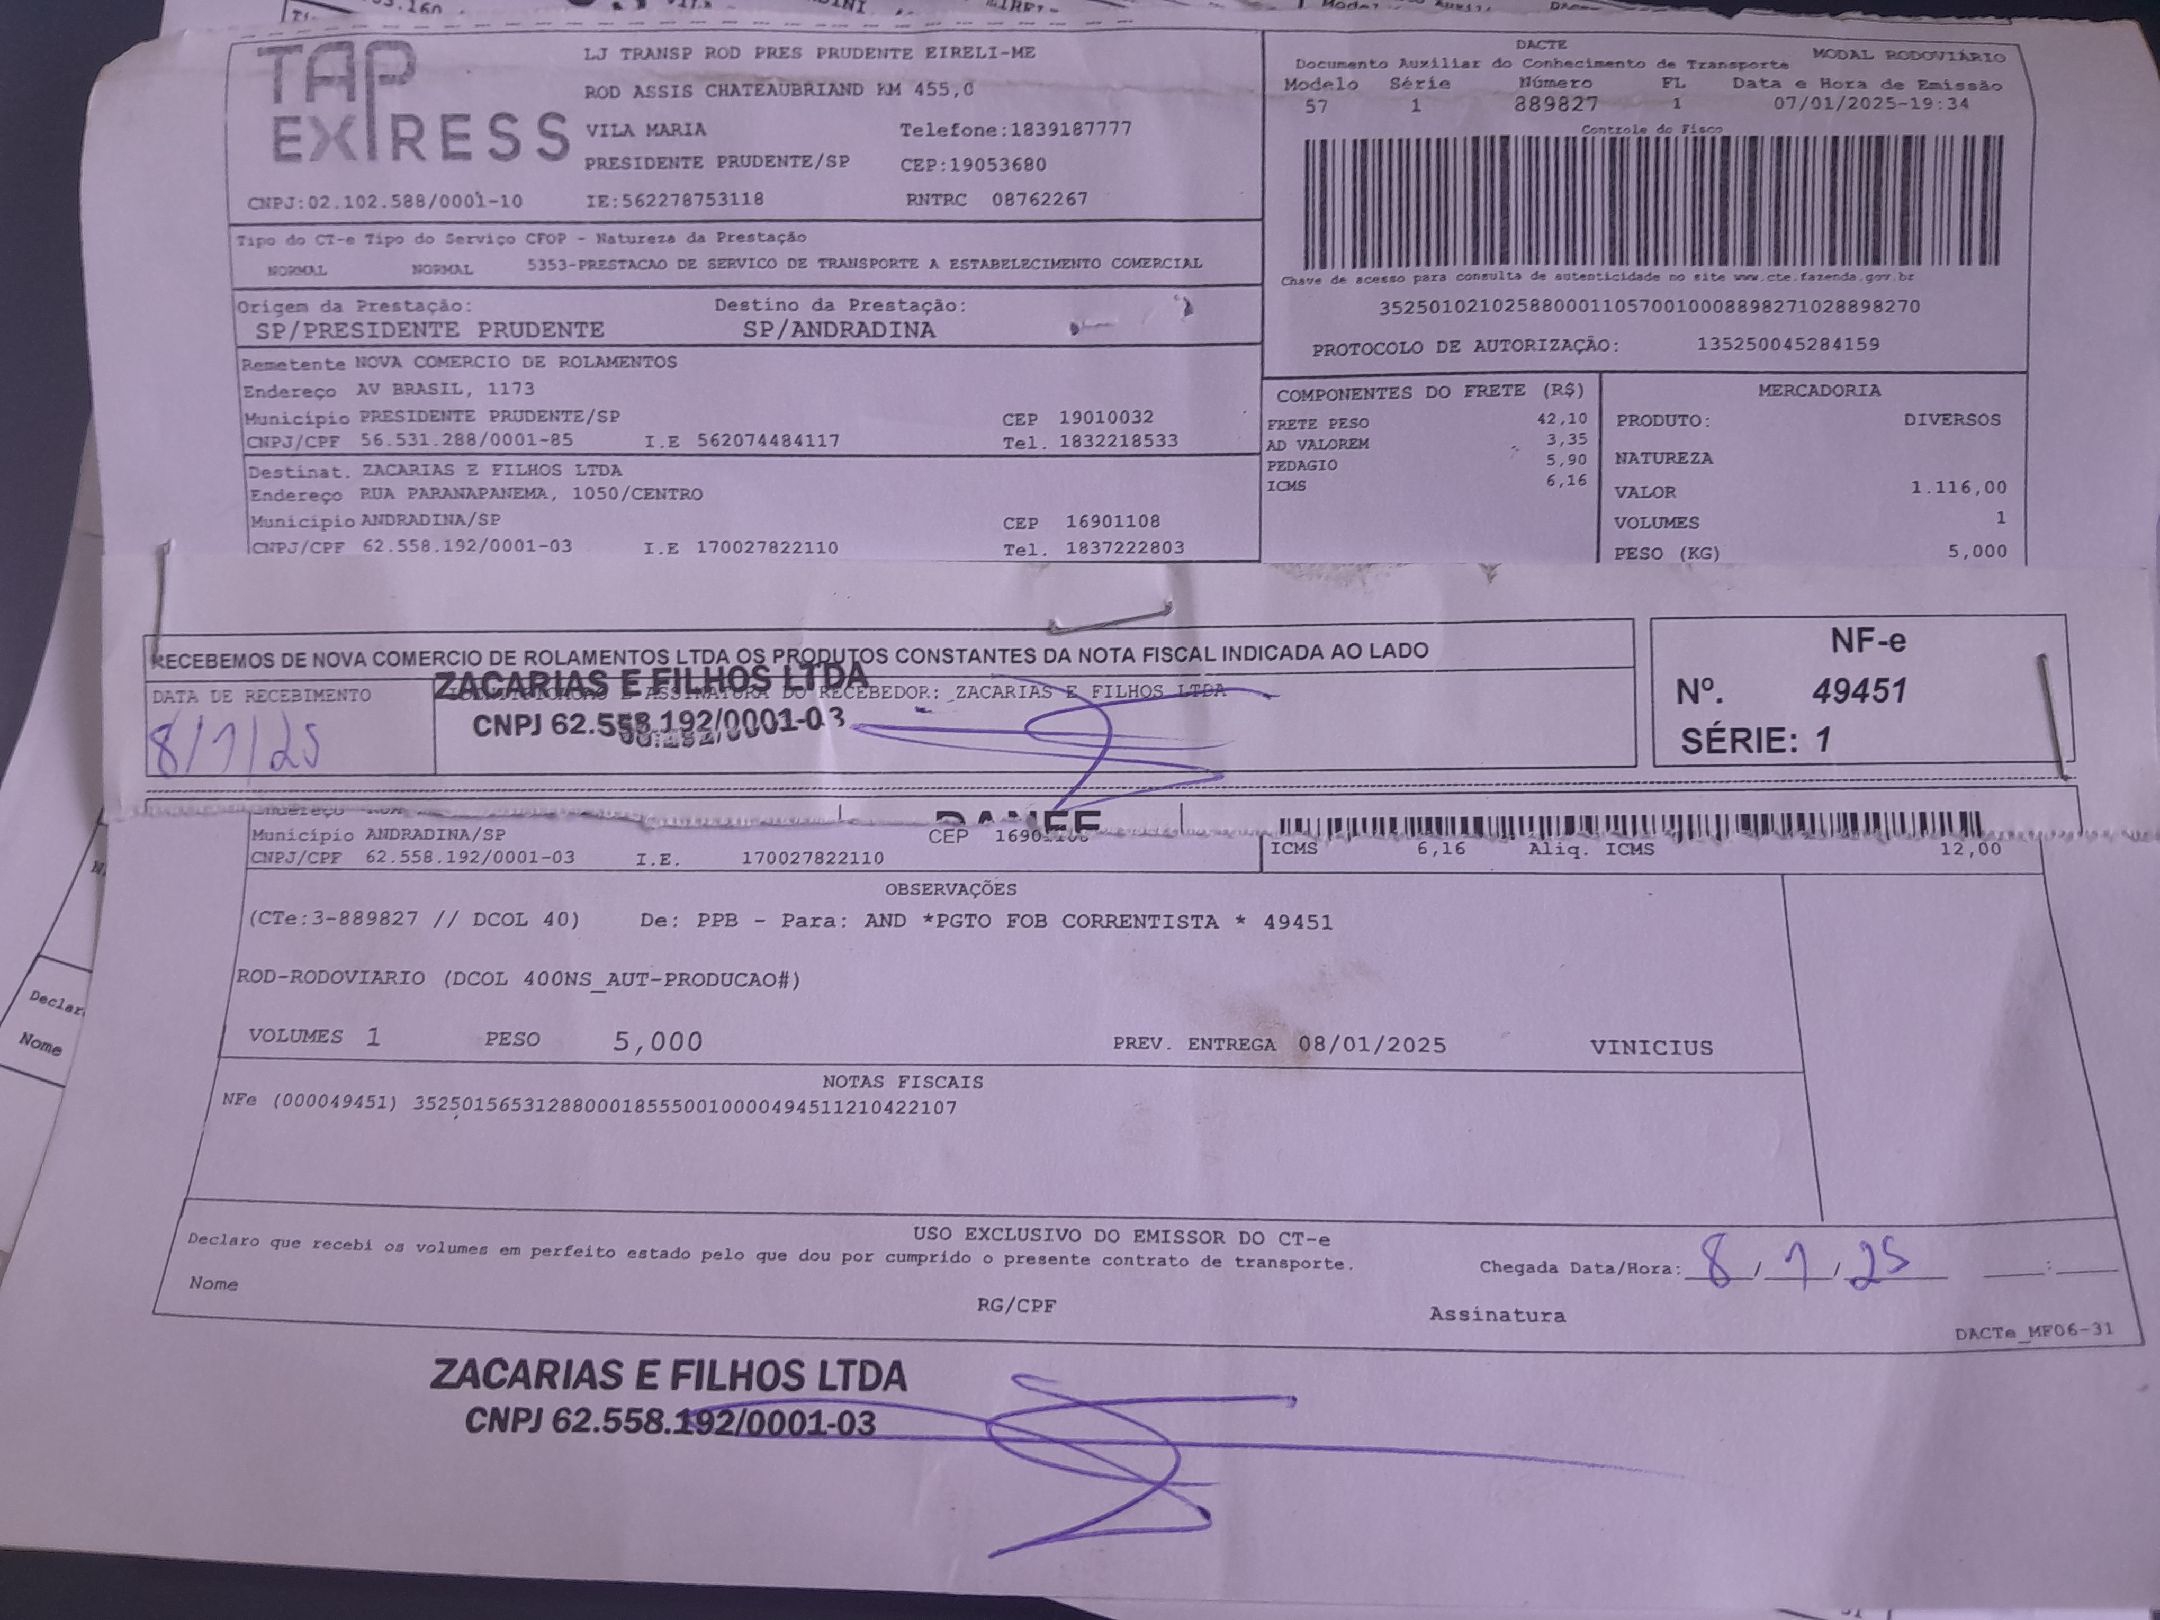 TAP EXPRESS
LJ TRANSP ROD PRES PRUDENTE EIRELI-ME
ROD ASSIS CHATEAUBRIAND KM 455,0
VILA MARIA Telefone:1839187777
PRESIDENTE PRUDENTE/SP CEP:19053680
CNPJ:02.102.588/0001-10 IE:562278753118 RNTRC 08762267
DACTE
Documento Auxiliar do Conhecimento de Transporte MODAL RODOVIÁRIO
Modelo Série Número FL Data e Hora de Emissão
57 1 889827 1 07/01/2025-19:34
Controle do Fisco
Chave de acesso para consulta de autenticidade no site www.cte.fazenda.gov.br
35250102102588000110570010008898271028898270
PROTOCOLO DE AUTORIZAÇÃO: 135250045284159
Tipo do CT-e Tipo do Serviço CFOP - Natureza da Prestação
NORMAL NORMAL 5353-PRESTACAO DE SERVICO DE TRANSPORTE A ESTABELECIMENTO COMERCIAL
Origem da Prestação: Destino da Prestação:
SP/PRESIDENTE PRUDENTE SP/ANDRADINA
Remetente NOVA COMERCIO DE ROLAMENTOS
Endereço AV BRASIL, 1173
Município PRESIDENTE PRUDENTE/SP CEP 19010032
CNPJ/CPF 56.531.288/0001-85 I.E 562074484117 Tel. 1832218533
Destinat. ZACARIAS E FILHOS LTDA
Endereço RUA PARANAPANEMA, 1050/CENTRO
Município ANDRADINA/SP CEP 16901108
CNPJ/CPF 62.558.192/0001-03 I.E 170027822110 Tel. 1837222803
COMPONENTES DO FRETE (R$)
FRETE PESO 42,10
AD VALOREM 3,35
PEDAGIO 5,90
ICMS 6,16
MERCADORIA
PRODUTO: DIVERSOS
NATUREZA
VALOR 1.116,00
VOLUMES 1
PESO (KG) 5,000
RECEBEMOS DE NOVA COMERCIO DE ROLAMENTOS LTDA OS PRODUTOS CONSTANTES DA NOTA FISCAL INDICADA AO LADO
DATA DE RECEBIMENTO
8/1/25
ASSINATURA DO RECEBEDOR: ZACARIAS E FILHOS LTDA
ZACARIAS E FILHOS LTDA
CNPJ 62.558.192/0001-03
NF-e
Nº. 49451
SÉRIE: 1
DANFE
Município ANDRADINA/SP CEP 16901108
CNPJ/CPF 62.558.192/0001-03 I.E. 170027822110
ICMS 6,16 Aliq. ICMS 12,00
OBSERVAÇÕES
(CTe:3-889827 // DCOL 40) De: PPB - Para: AND *PGTO FOB CORRENTISTA * 49451
ROD-RODOVIARIO (DCOL 400NS_AUT-PRODUCAO#)
VOLUMES 1 PESO 5,000 PREV. ENTREGA 08/01/2025 VINICIUS
NOTAS FISCAIS
NFe (000049451) 35250156531288000185550010000494511210422107
USO EXCLUSIVO DO EMISSOR DO CT-e
Declaro que recebi os volumes em perfeito estado pelo que dou por cumprido o presente contrato de transporte.
Chegada Data/Hora: 8/1/25 __:__
Nome RG/CPF Assinatura
DACTe_MF06-31
ZACARIAS E FILHOS LTDA
CNPJ 62.558.192/0001-03
Declar
Nome